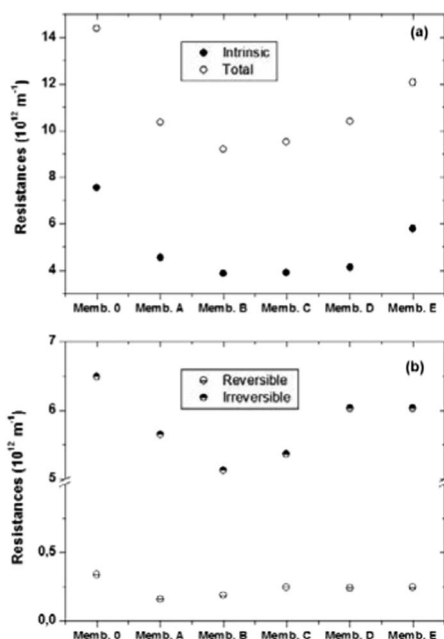 (a)
Intrinsic
Total
Resistances (10¹² m⁻¹)
14
12
10
8
6
4
Memb. 0 Memb. A Memb. B Memb. C Memb. D Memb. E
(b)
Reversible
Irreversible
Resistances (10¹² m⁻¹)
7
6
5
0,5
0,0
Memb. 0 Memb. A Memb. B Memb. C Memb. D Memb. E